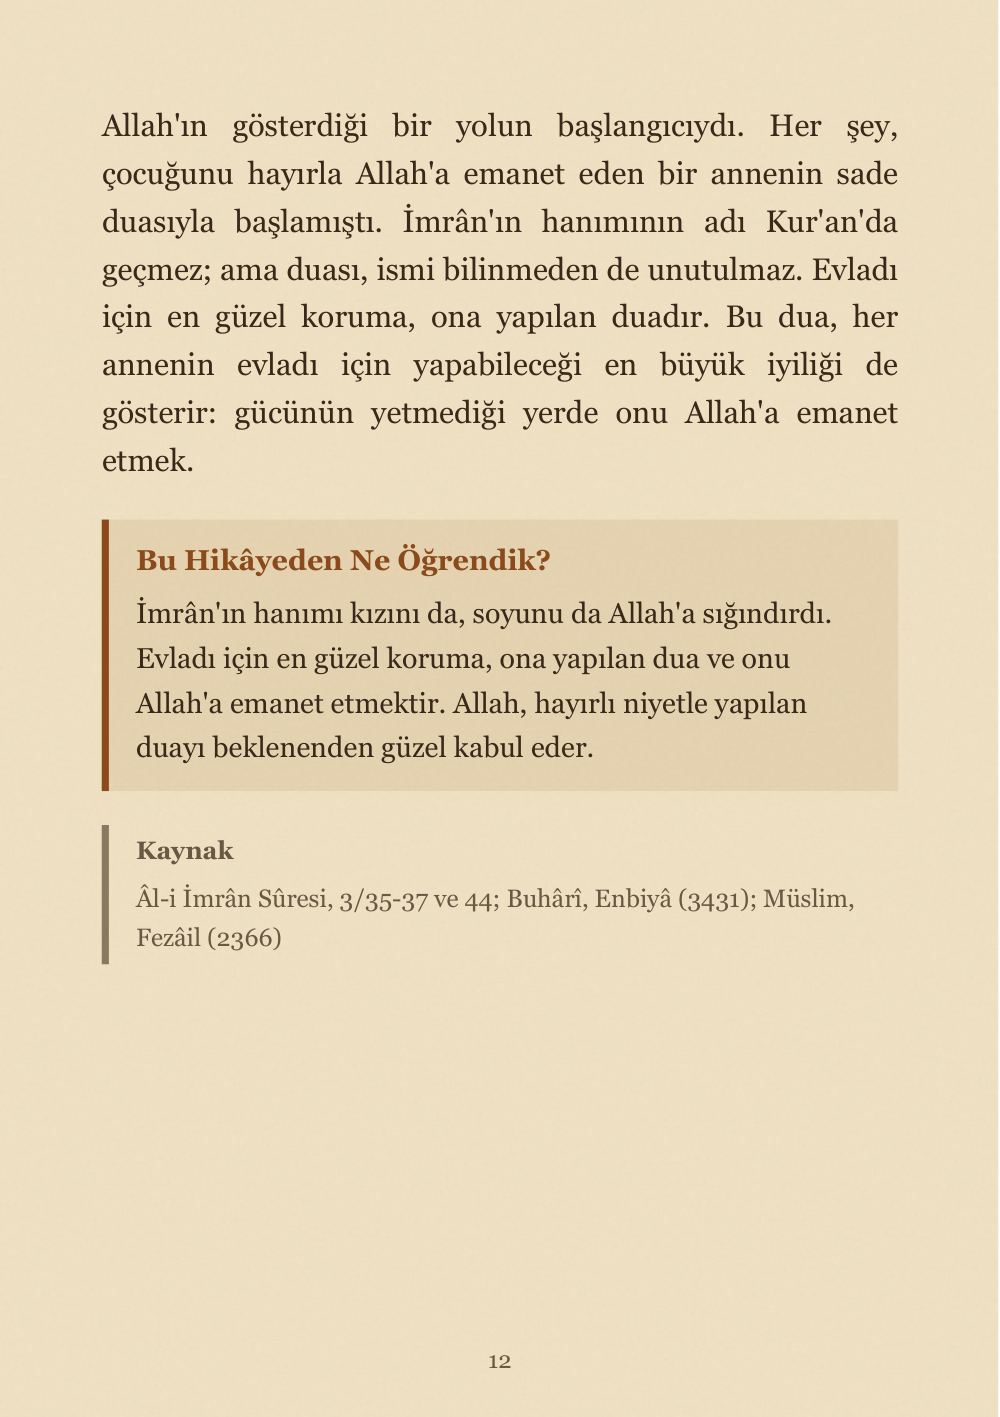 Allah'ın gösterdiği bir yolun başlangıcıydı. Her şey,
çocuğunu hayırla Allah'a emanet eden bir annenin sade
duasıyla başlamıştı. İmrân'ın hanımının adı Kur'an'da
geçmez; ama duası, ismi bilinmeden de unutulmaz. Evladı
için en güzel koruma, ona yapılan duadır. Bu dua, her
annenin evladı için yapabileceği en büyük iyiliği de
gösterir: gücünün yetmediği yerde onu Allah'a emanet
etmek.
Bu Hikâyeden Ne Öğrendik?
İmrân'ın hanımı kızını da, soyunu da Allah'a sığındırdı.
Evladı için en güzel koruma, ona yapılan dua ve onu
Allah'a emanet etmektir. Allah, hayırlı niyetle yapılan
duayı beklenenden güzel kabul eder.
Kaynak
Âl-i İmrân Sûresi, 3/35-37 ve 44; Buhârî, Enbiyâ (3431); Müslim,
Fezâil (2366)
12